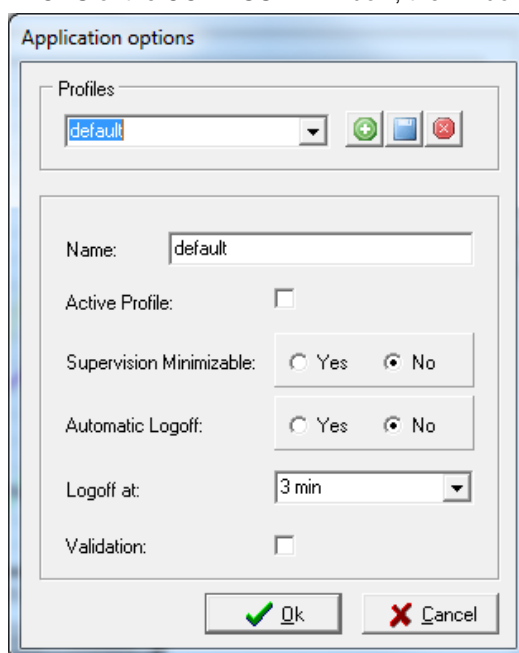 Application options
Profiles
default
Name: default
Active Profile:
Supervision Minimizable: Yes No
Automatic Logoff: Yes No
Logoff at: 3 min
Validation:
Ok Cancel